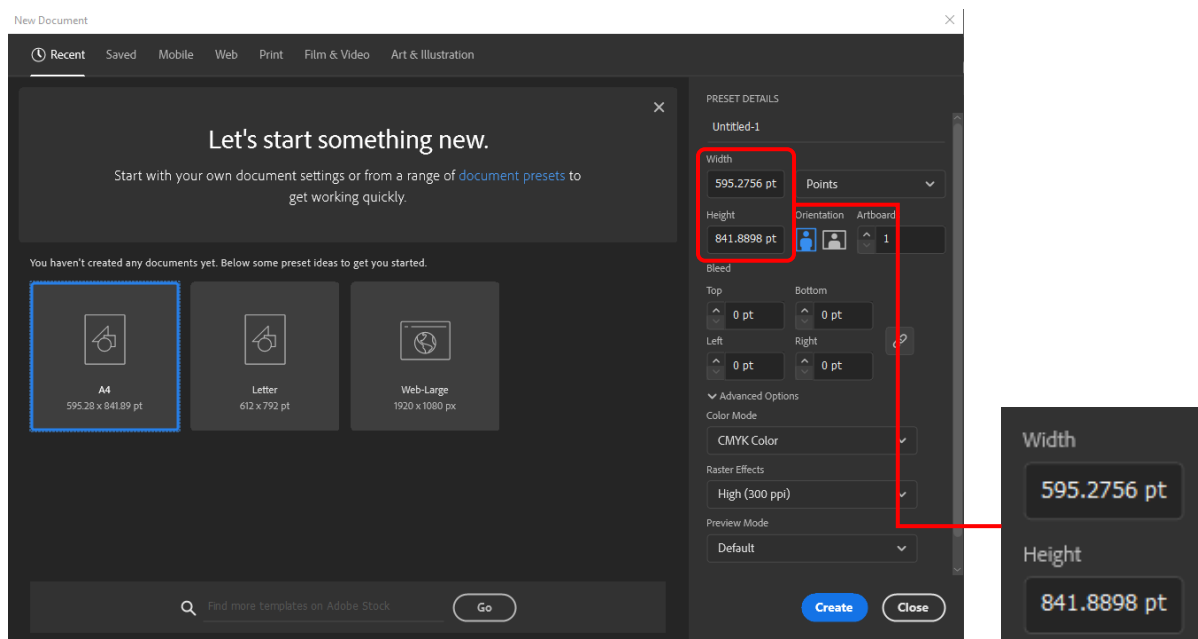 New Document
Recent Saved Mobile Web Print Film & Video Art & Illustration
Let's start something new.
Start with your own document settings or from a range of document presets to
get working quickly.
You haven't created any documents yet. Below some preset ideas to get you started.
A4
595.28 x 841.89 pt
Letter
612 x 792 pt
Web-Large
1920 x 1080 px
Find more templates on Adobe Stock
Go
PRESET DETAILS
Untitled-1
Width
595.2756 pt Points
Height Orientation Artboard
841.8898 pt 1
Bleed
Top Bottom
0 pt 0 pt
Left Right
0 pt 0 pt
Advanced Options
Color Mode
CMYK Color
Raster Effects
High (300 ppi)
Preview Mode
Default
Create Close
Width
595.2756 pt
Height
841.8898 pt